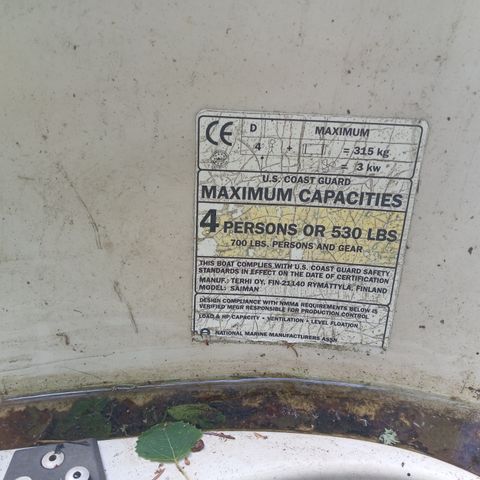 CE D MAXIMUM
4 + = 315 kg
= 3 kw
U.S. COAST GUARD
MAXIMUM CAPACITIES
4 PERSONS OR 530 LBS
700 LBS. PERSONS AND GEAR
THIS BOAT COMPLIES WITH U.S. COAST GUARD SAFETY
STANDARDS IN EFFECT ON THE DATE OF CERTIFICATION
MANUF.: TERHI OY, FIN-21140 RYMATTYLA, FINLAND
MODEL: SAIMAN
DESIGN COMPLIANCE WITH NMMA REQUIREMENTS BELOW IS
VERIFIED MFGR RESPONSIBLE FOR PRODUCTION CONTROL
LOAD & HP CAPACITY • VENTILATION • LEVEL FLOATION
NATIONAL MARINE MANUFACTURERS ASSN